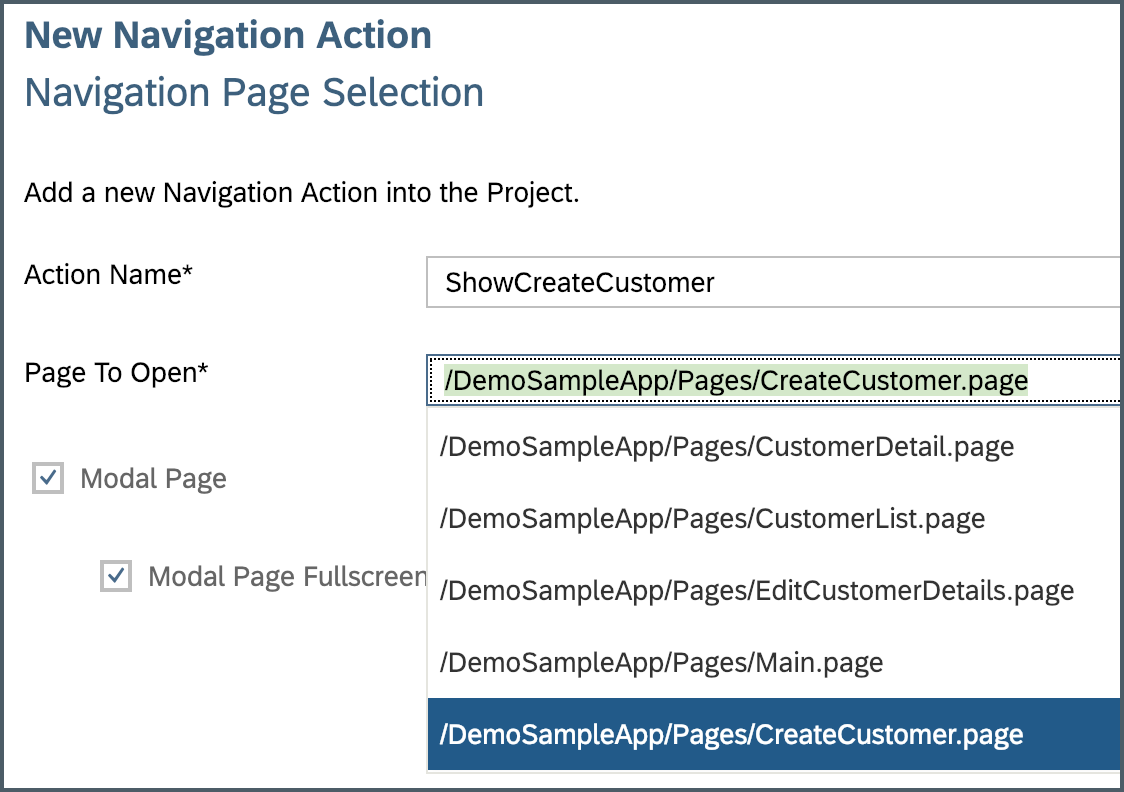 New Navigation Action
Navigation Page Selection
Add a new Navigation Action into the Project.
Action Name*
ShowCreateCustomer
Page To Open*
/DemoSampleApp/Pages/CreateCustomer.page
/DemoSampleApp/Pages/CustomerDetail.page
Modal Page
/DemoSampleApp/Pages/CustomerList.page
Modal Page Fullscreen
/DemoSampleApp/Pages/EditCustomerDetails.page
/DemoSampleApp/Pages/Main.page
/DemoSampleApp/Pages/CreateCustomer.page